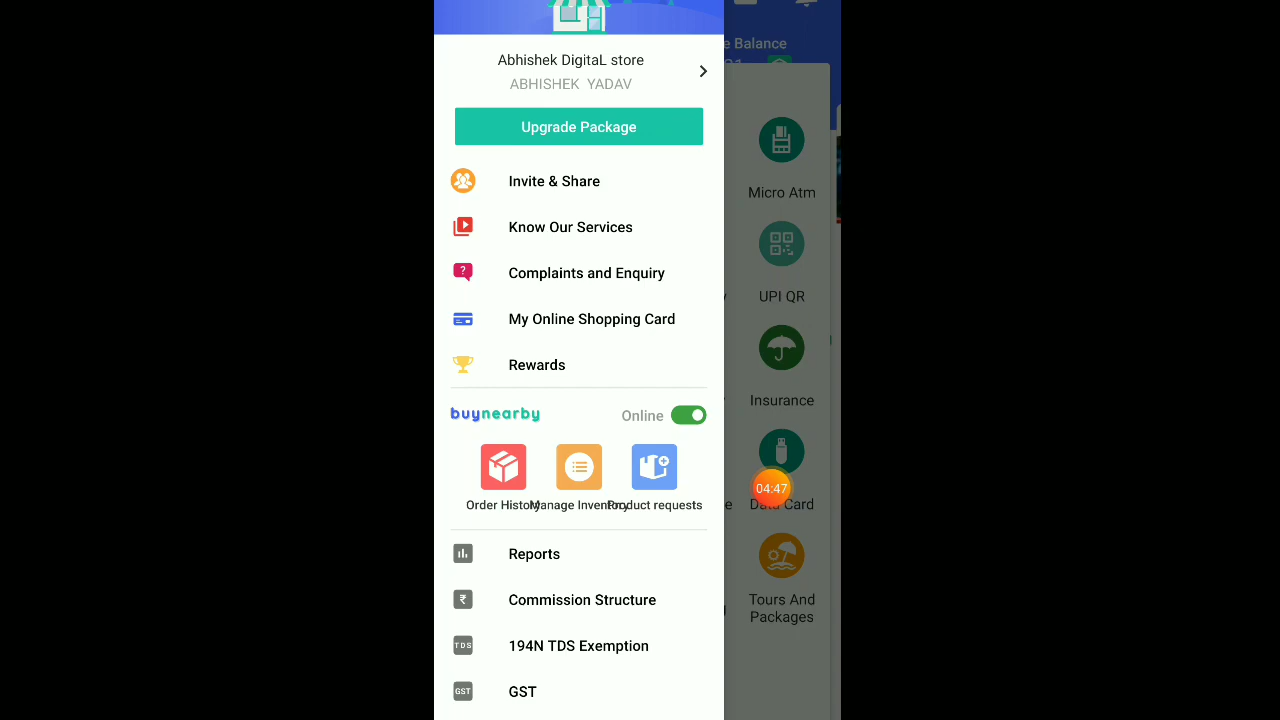 Abhishek DigitaL store
ABHISHEK YADAV
Upgrade Package
Invite & Share
Know Our Services
Complaints and Enquiry
My Online Shopping Card
Rewards
buynearby
Online
Order History
Manage Inventory
Product requests
Reports
Commission Structure
TDS
194N TDS Exemption
GST
GST
e Balance
Micro Atm
UPI QR
Insurance
04:47
Data Card
Tours And
Packages